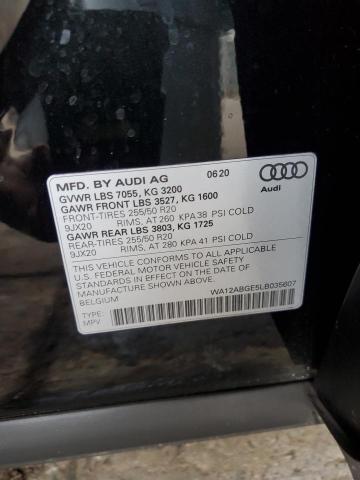 MFD. BY AUDI AG 06 20
GVWR LBS 7055, KG 3200
GAWR FRONT LBS 3527, KG 1600
FRONT-TIRES 255/50 R20
9JX20 RIMS, AT 260 KPA 38 PSI COLD
GAWR REAR LBS 3803, KG 1725
REAR-TIRES 255/50 R20
9JX20 RIMS, AT 280 KPA 41 PSI COLD
THIS VEHICLE CONFORMS TO ALL APPLICABLE
U.S. FEDERAL MOTOR VEHICLE SAFETY
STANDARDS IN EFFECT ON THE DATE OF
MANUFACTURE SHOWN ABOVE.
BELGIUM
TYPE:
MPV
WA12ABGE5LB035607
Audi